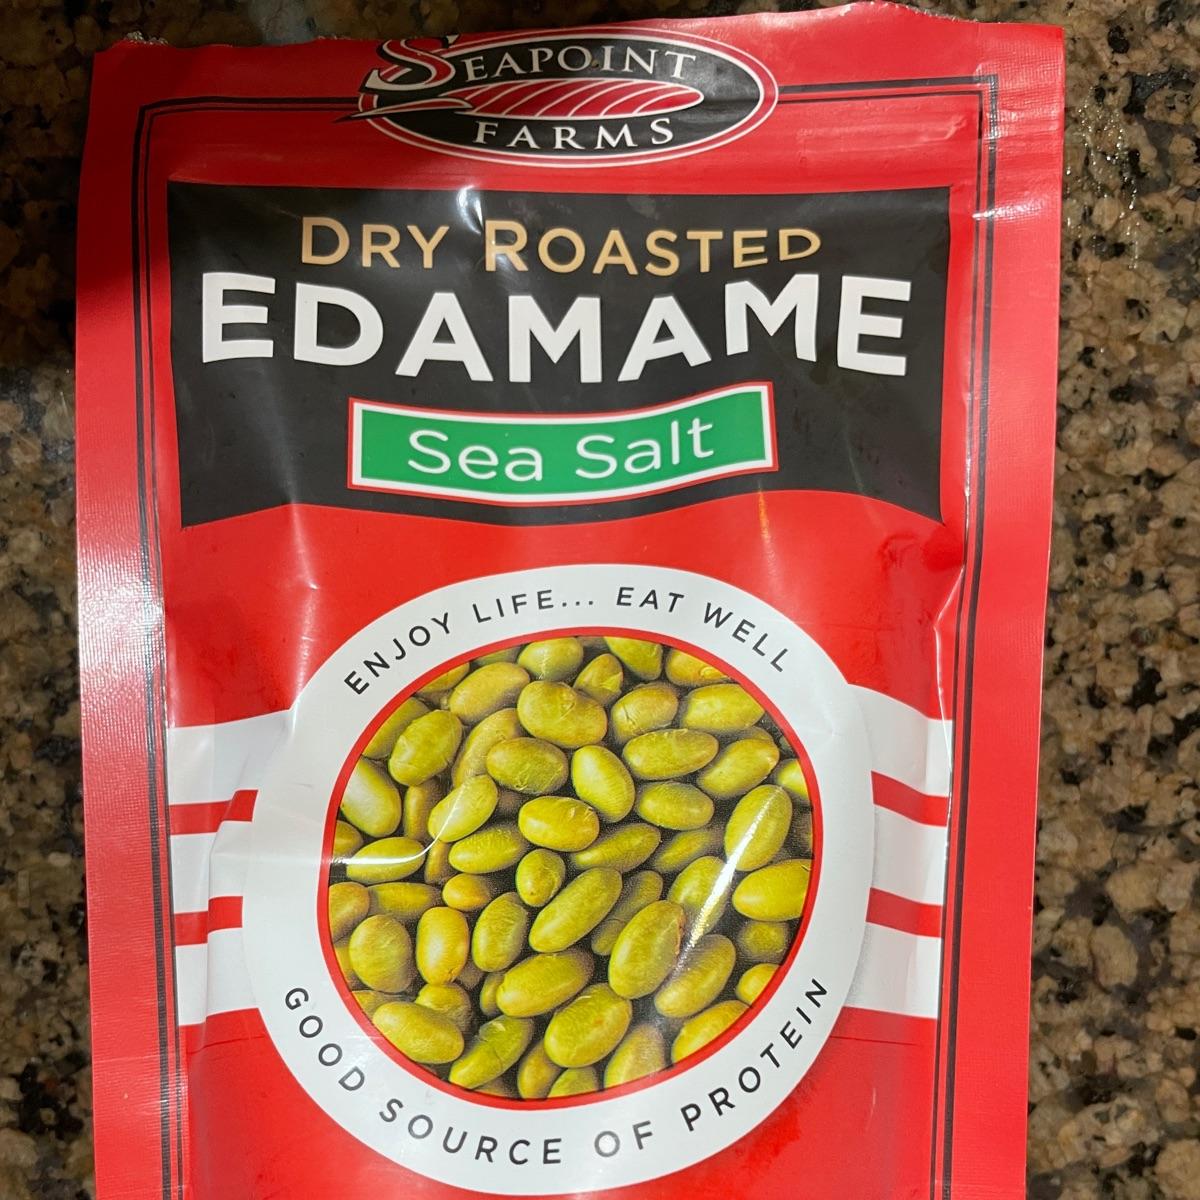 SEAPOINT
FARMS
DRY ROASTED
EDAMAME
Sea Salt
ENJOY LIFE... EAT WELL
GOOD SOURCE OF PROTEIN